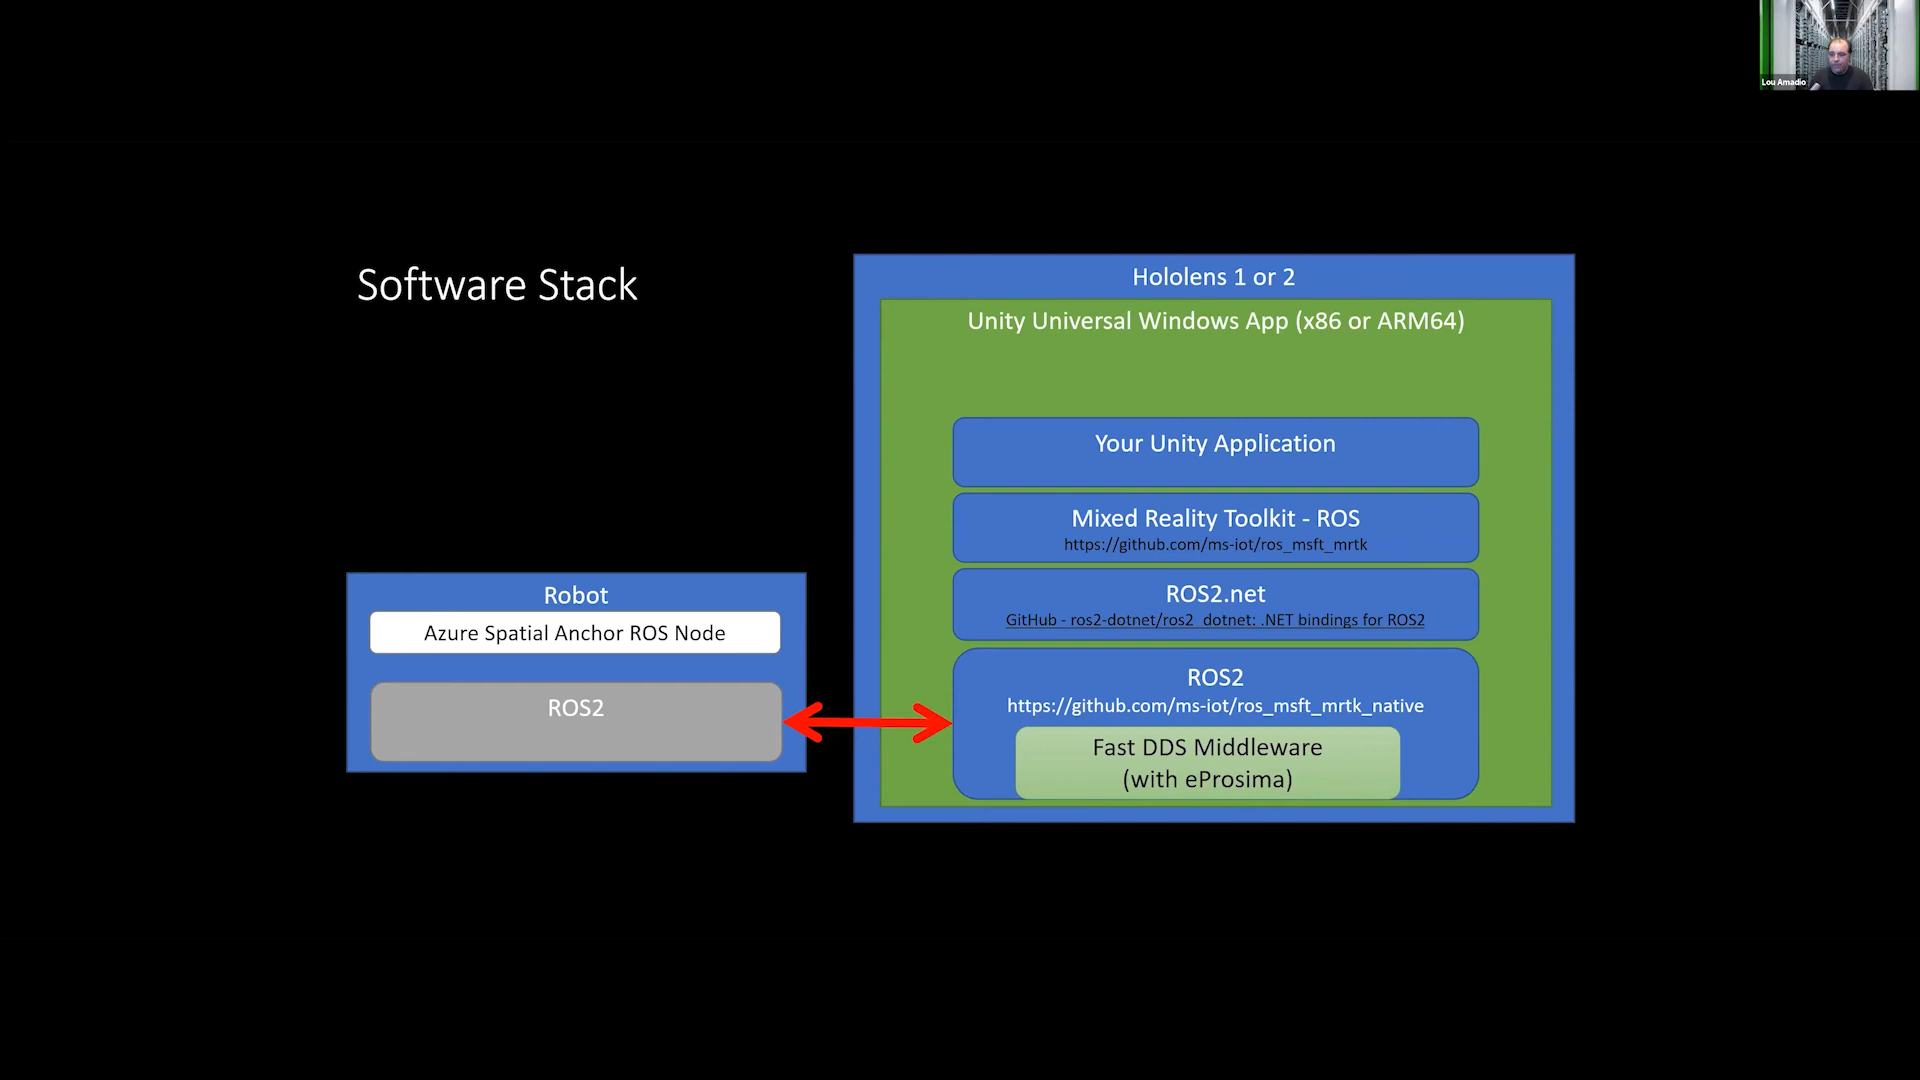 Lou Amadio
Software Stack
Hololens 1 or 2
Unity Universal Windows App (x86 or ARM64)
Your Unity Application
Mixed Reality Toolkit - ROS
https://github.com/ms-iot/ros_msft_mrtk
ROS2.net
GitHub - ros2-dotnet/ros2_dotnet: .NET bindings for ROS2
ROS2
https://github.com/ms-iot/ros_msft_mrtk_native
Fast DDS Middleware
(with eProsima)
Robot
Azure Spatial Anchor ROS Node
ROS2